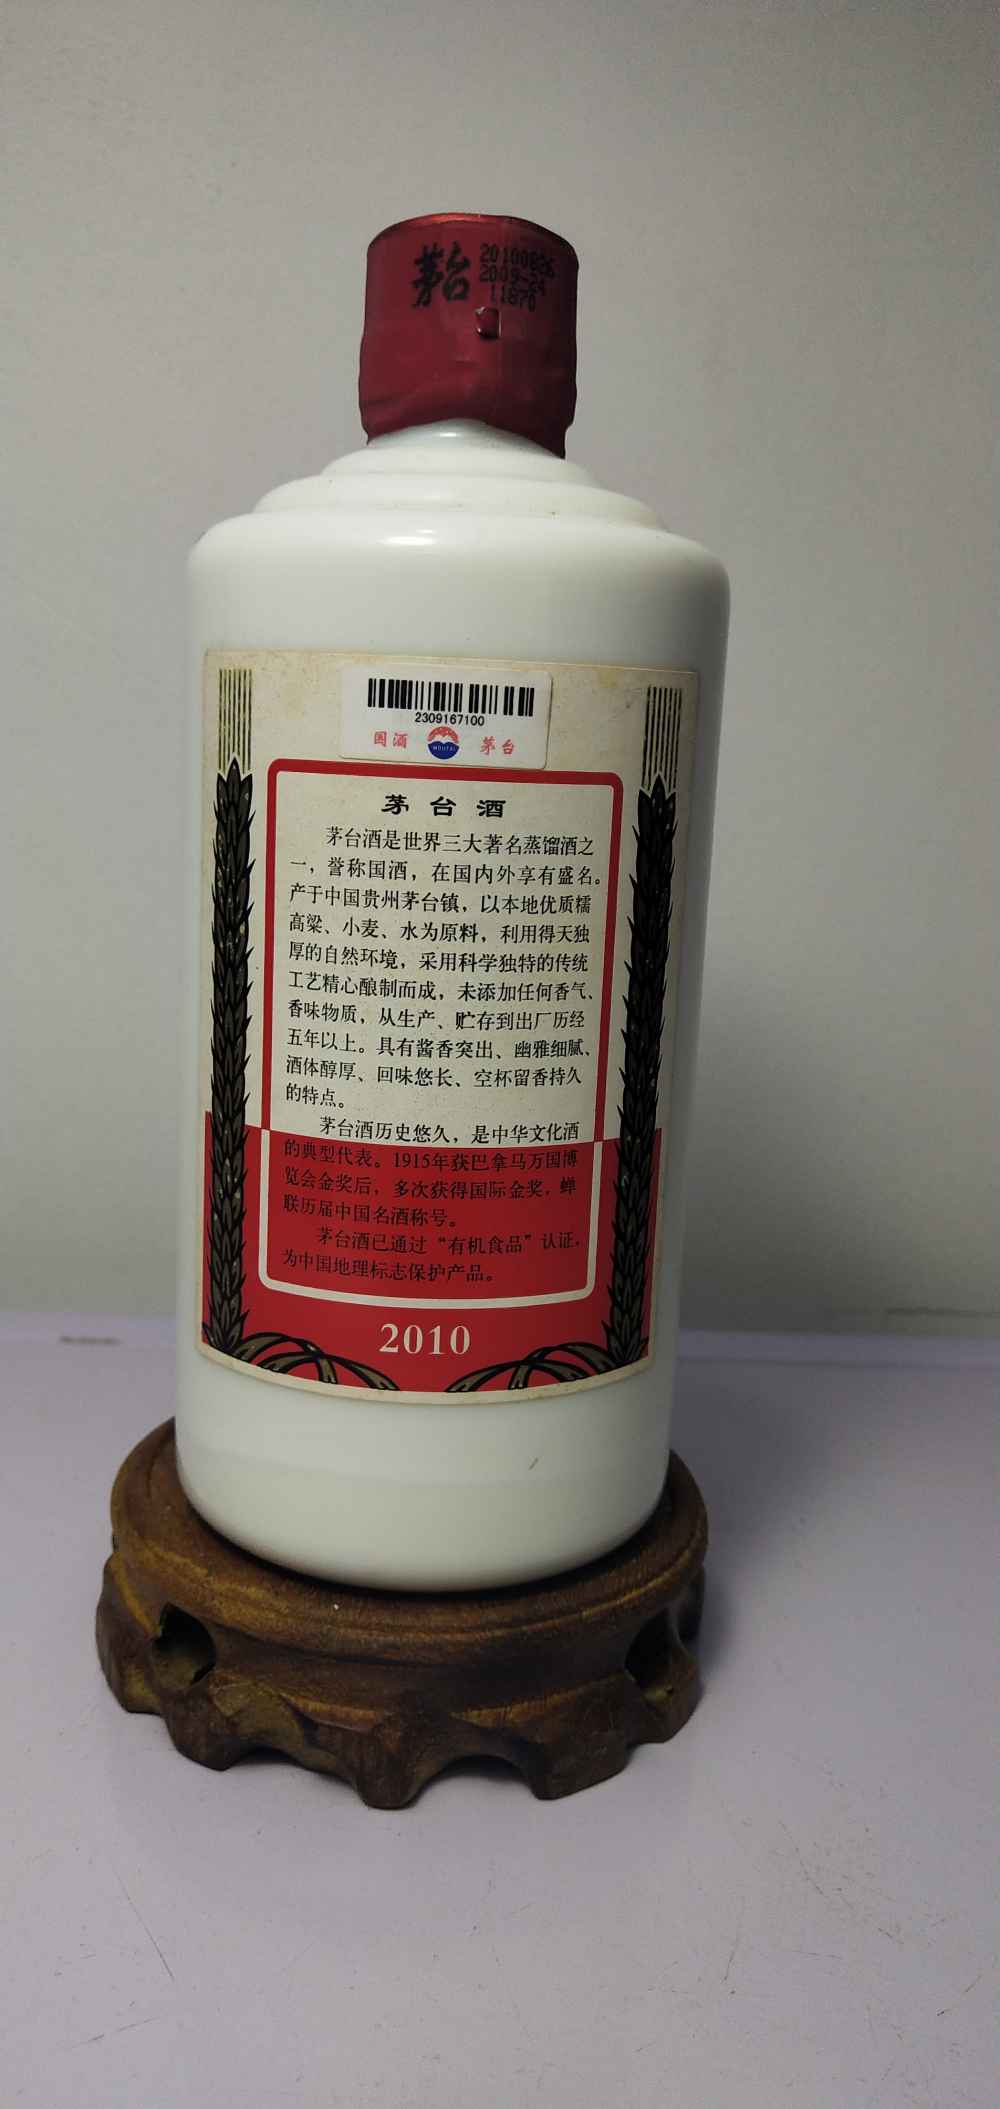 茅台
20100826
2009-24
11876
2309167100
国酒
MOUTAI
茅台
茅台酒
茅台酒是世界三大著名蒸馏酒之
一，誉称国酒，在国内外享有盛名。
产于中国贵州茅台镇，以本地优质糯
高粱、小麦、水为原料，利用得天独
厚的自然环境，采用科学独特的传统
工艺精心酿制而成，未添加任何香气、
香味物质，从生产、贮存到出厂历经
五年以上。具有酱香突出、幽雅细腻、
酒体醇厚、回味悠长、空杯留香持久
的特点。
茅台酒历史悠久，是中华文化酒
的典型代表。1915年获巴拿马万国博
览会金奖后，多次获得国际金奖，蝉
联历届中国名酒称号。
茅台酒已通过“有机食品”认证，
为中国地理标志保护产品。
2010